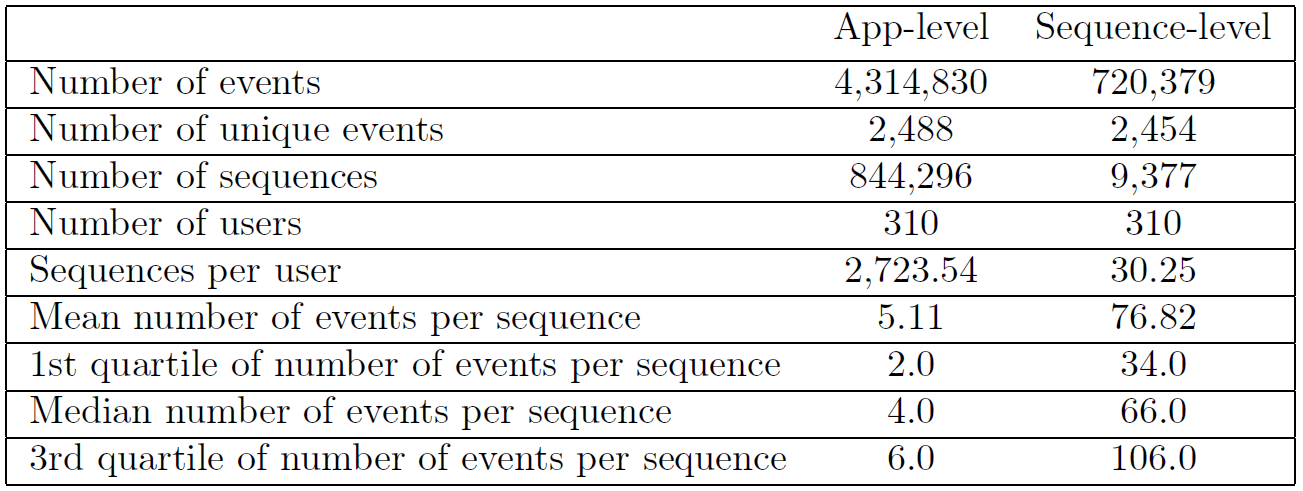 App-level Sequence-level
Number of events 4,314,830 720,379
Number of unique events 2,488 2,454
Number of sequences 844,296 9,377
Number of users 310 310
Sequences per user 2,723.54 30.25
Mean number of events per sequence 5.11 76.82
1st quartile of number of events per sequence 2.0 34.0
Median number of events per sequence 4.0 66.0
3rd quartile of number of events per sequence 6.0 106.0